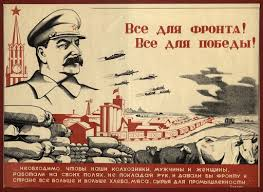 Все для фронта!
Все для победы!
... НЕОБХОДИМО, ЧТОБЫ НАШИ КОЛХОЗНИКИ, МУЖЧИНЫ И ЖЕНЩИНЫ,
РАБОТАЛИ НА СВОИХ ПОЛЯХ, НЕ ПОКЛАДАЯ РУК, И ДАВАЛИ БЫ ФРОНТУ И
СТРАНЕ ВСЕ БОЛЬШЕ И БОЛЬШЕ ХЛЕБА, МЯСА, СЫРЬЯ ДЛЯ ПРОМЫШЛЕННОСТИ